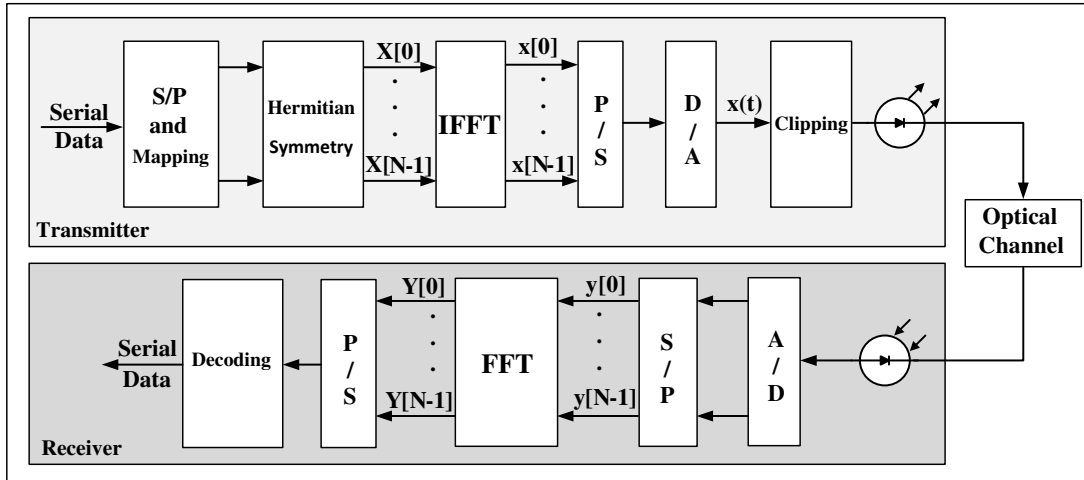 Serial
Data
S/P
and
Mapping
Hermitian
Symmetry
X[0]
X[N-1]
IFFT
x[0]
x[N-1]
P
/
S
D
/
A
x(t)
Clipping
Transmitter
Optical
Channel
Serial
Data
Decoding
P
/
S
Y[0]
Y[N-1]
FFT
y[0]
y[N-1]
S
/
P
A
/
D
Receiver